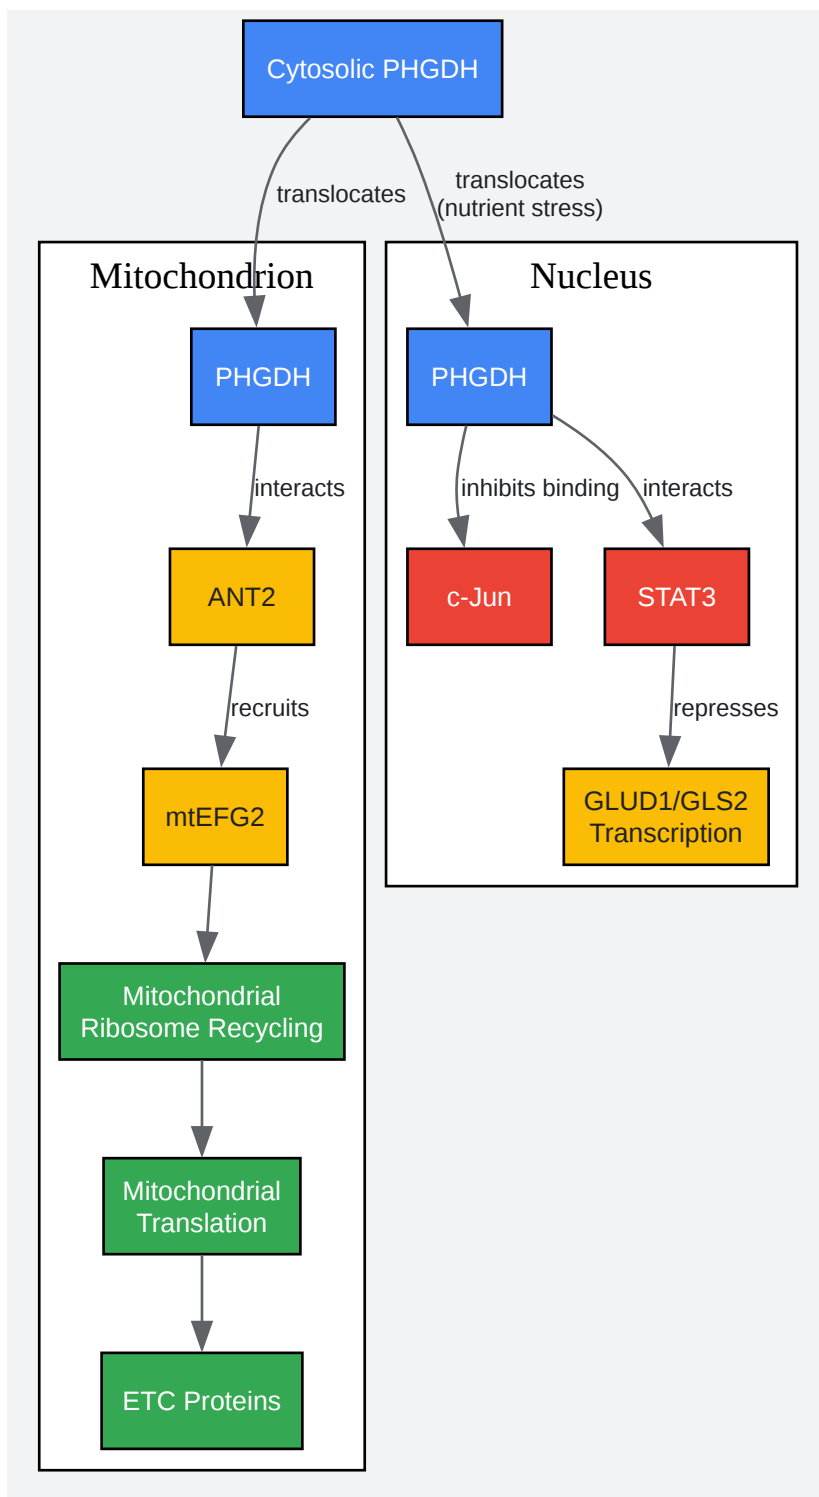 Cytosolic PHGDH
translocates
translocates
(nutrient stress)
Mitochondrion
Nucleus
PHGDH
PHGDH
interacts
inhibits binding
interacts
ANT2
c-Jun
STAT3
recruits
represses
mtEFG2
GLUD1/GLS2
Transcription
Mitochondrial
Ribosome Recycling
Mitochondrial
Translation
ETC Proteins